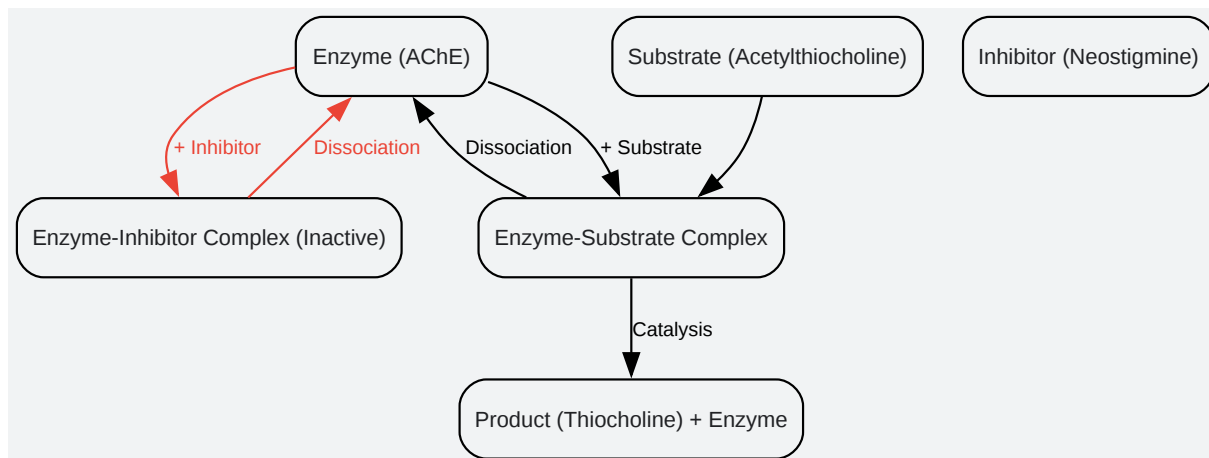 Enzyme (AChE)
Substrate (Acetylthiocholine)
Inhibitor (Neostigmine)
+ Inhibitor
Dissociation
Dissociation
+ Substrate
Enzyme-Inhibitor Complex (Inactive)
Enzyme-Substrate Complex
Catalysis
Product (Thiocholine) + Enzyme